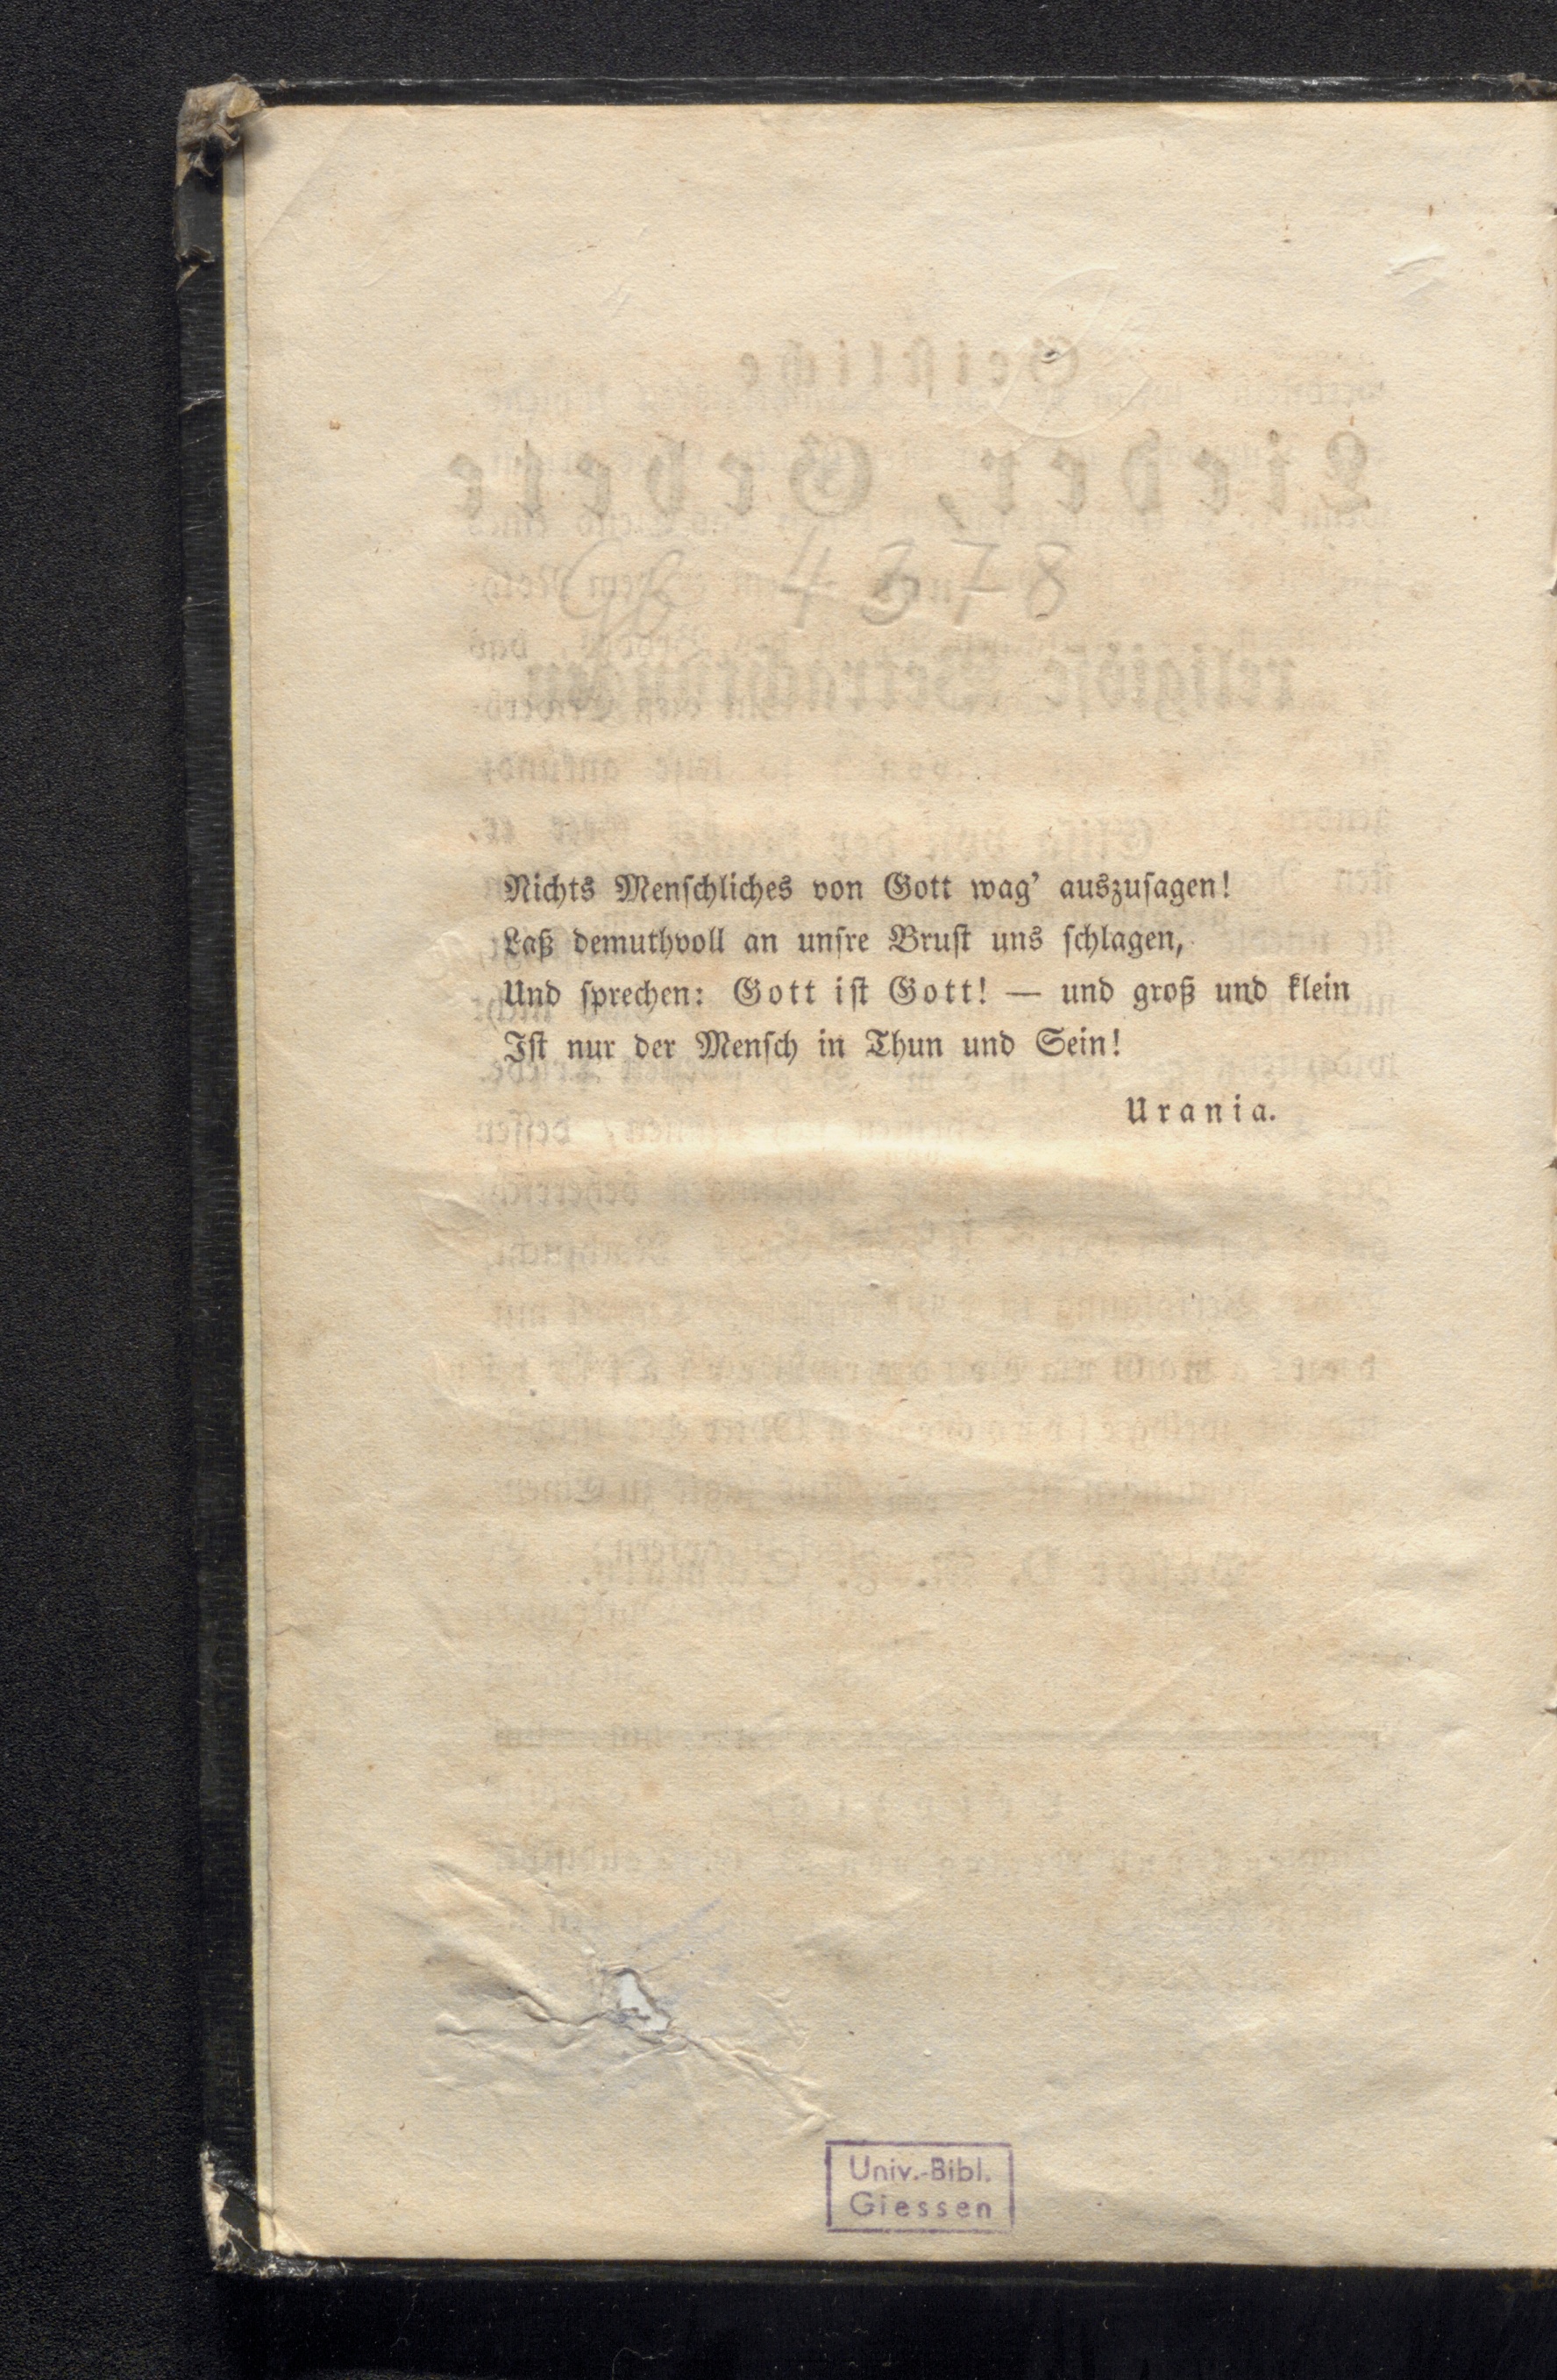 Gb 4378
Nichts Menschliches von Gott wag' auszusagen!
Laß demuthvoll an unsre Brust uns schlagen,
Und sprechen: Gott ist Gott! — und groß und klein
Ist nur der Mensch in Thun und Sein!
Urania.
Univ.-Bibl.
Giessen